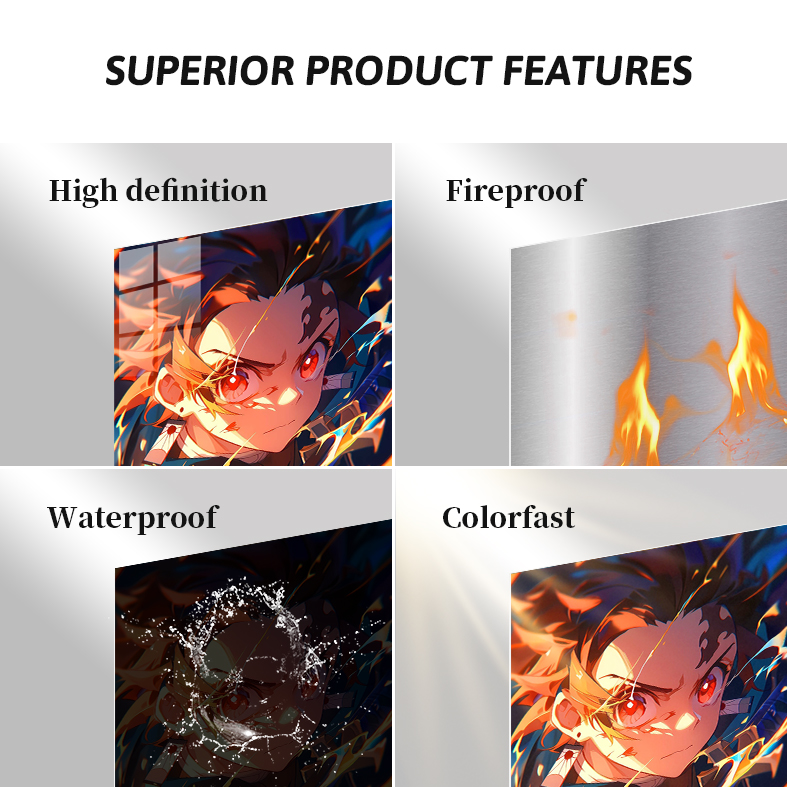 SUPERIOR PRODUCT FEATURES
High definition
Fireproof
Waterproof
Colorfast